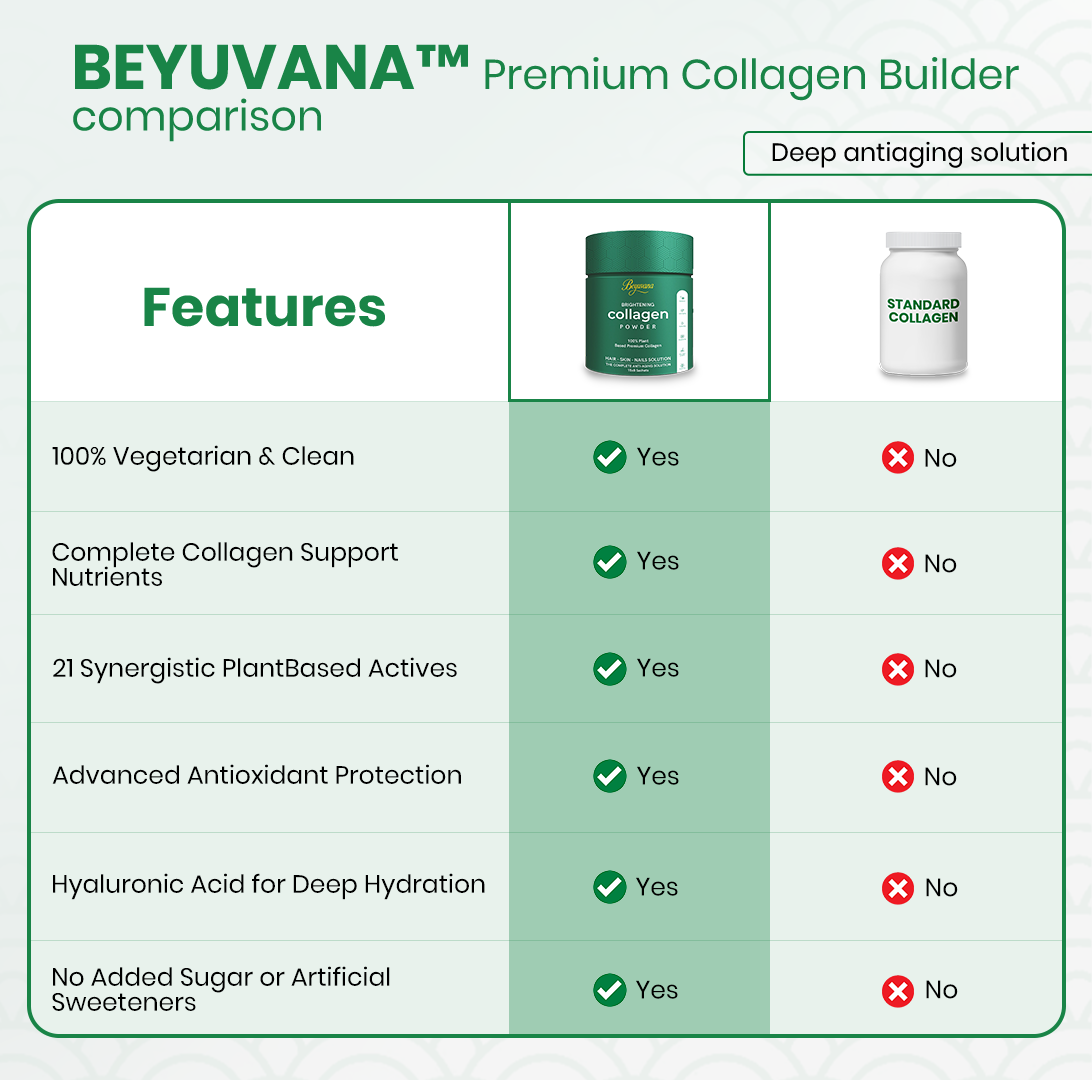 BEYUVANA™ Premium Collagen Builder
comparison
Deep antiaging solution
Features
Beyuvana
BRIGHTENING
collagen
POWDER
100% Plant
Based Premium Collagen
HAIR - SKIN - NAILS SOLUTION
THE COMPLETE ANTI-AGING SOLUTION
STANDARD
COLLAGEN
100% Vegetarian & Clean
Yes
No
Complete Collagen Support
Nutrients
Yes
No
21 Synergistic PlantBased Actives
Yes
No
Advanced Antioxidant Protection
Yes
No
Hyaluronic Acid for Deep Hydration
Yes
No
No Added Sugar or Artificial
Sweeteners
Yes
No